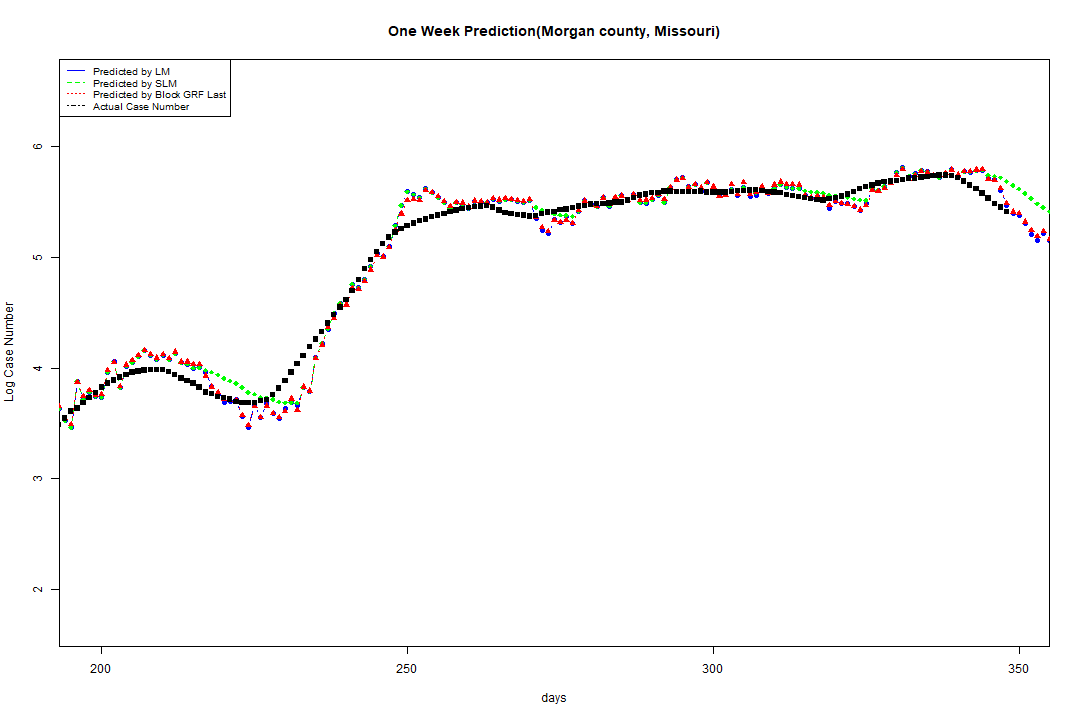 One Week Prediction(Morgan county, Missouri)
Predicted by LM
Predicted by SLM
Predicted by Block GRF Last
Actual Case Number
6
5
4
3
2
Log Case Number
200
250
300
350
days